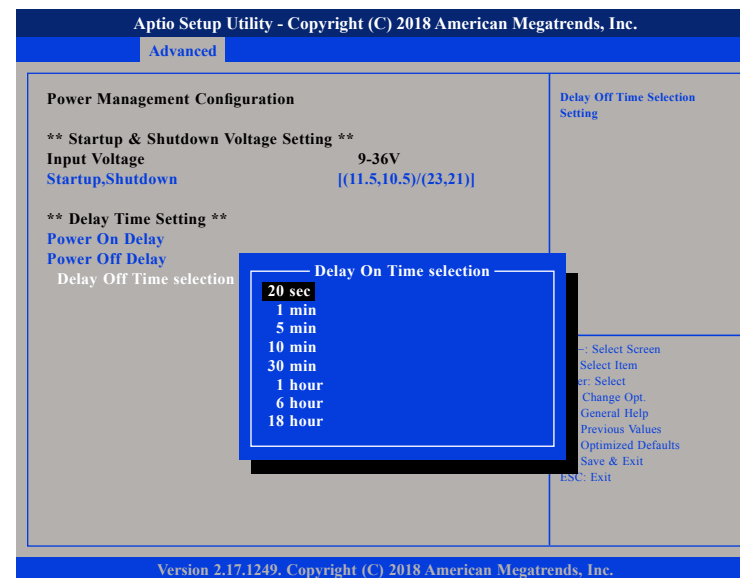 Aptio Setup Utility - Copyright (C) 2018 American Megatrends, Inc.
Advanced
Power Management Configuration
** Startup & Shutdown Voltage Setting **
Input Voltage 9-36V
Startup,Shutdown [(11.5,10.5)/(23,21)]
** Delay Time Setting **
Power On Delay
Power Off Delay
Delay Off Time selection
Delay On Time selection
20 sec
1 min
5 min
10 min
30 min
1 hour
6 hour
18 hour
Delay Off Time Selection
Setting
: Select Screen
Select Item
er: Select
Change Opt.
General Help
Previous Values
Optimized Defaults
Save & Exit
ESC: Exit
Version 2.17.1249. Copyright (C) 2018 American Megatrends, Inc.